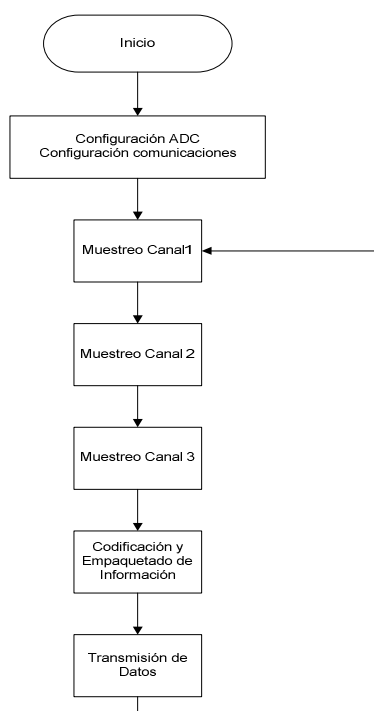 Inicio
Configuración ADC
Configuración comunicaciones
Muestreo Canal1
Muestreo Canal 2
Muestreo Canal 3
Codificación y
Empaquetado de
Información
Transmisión de
Datos